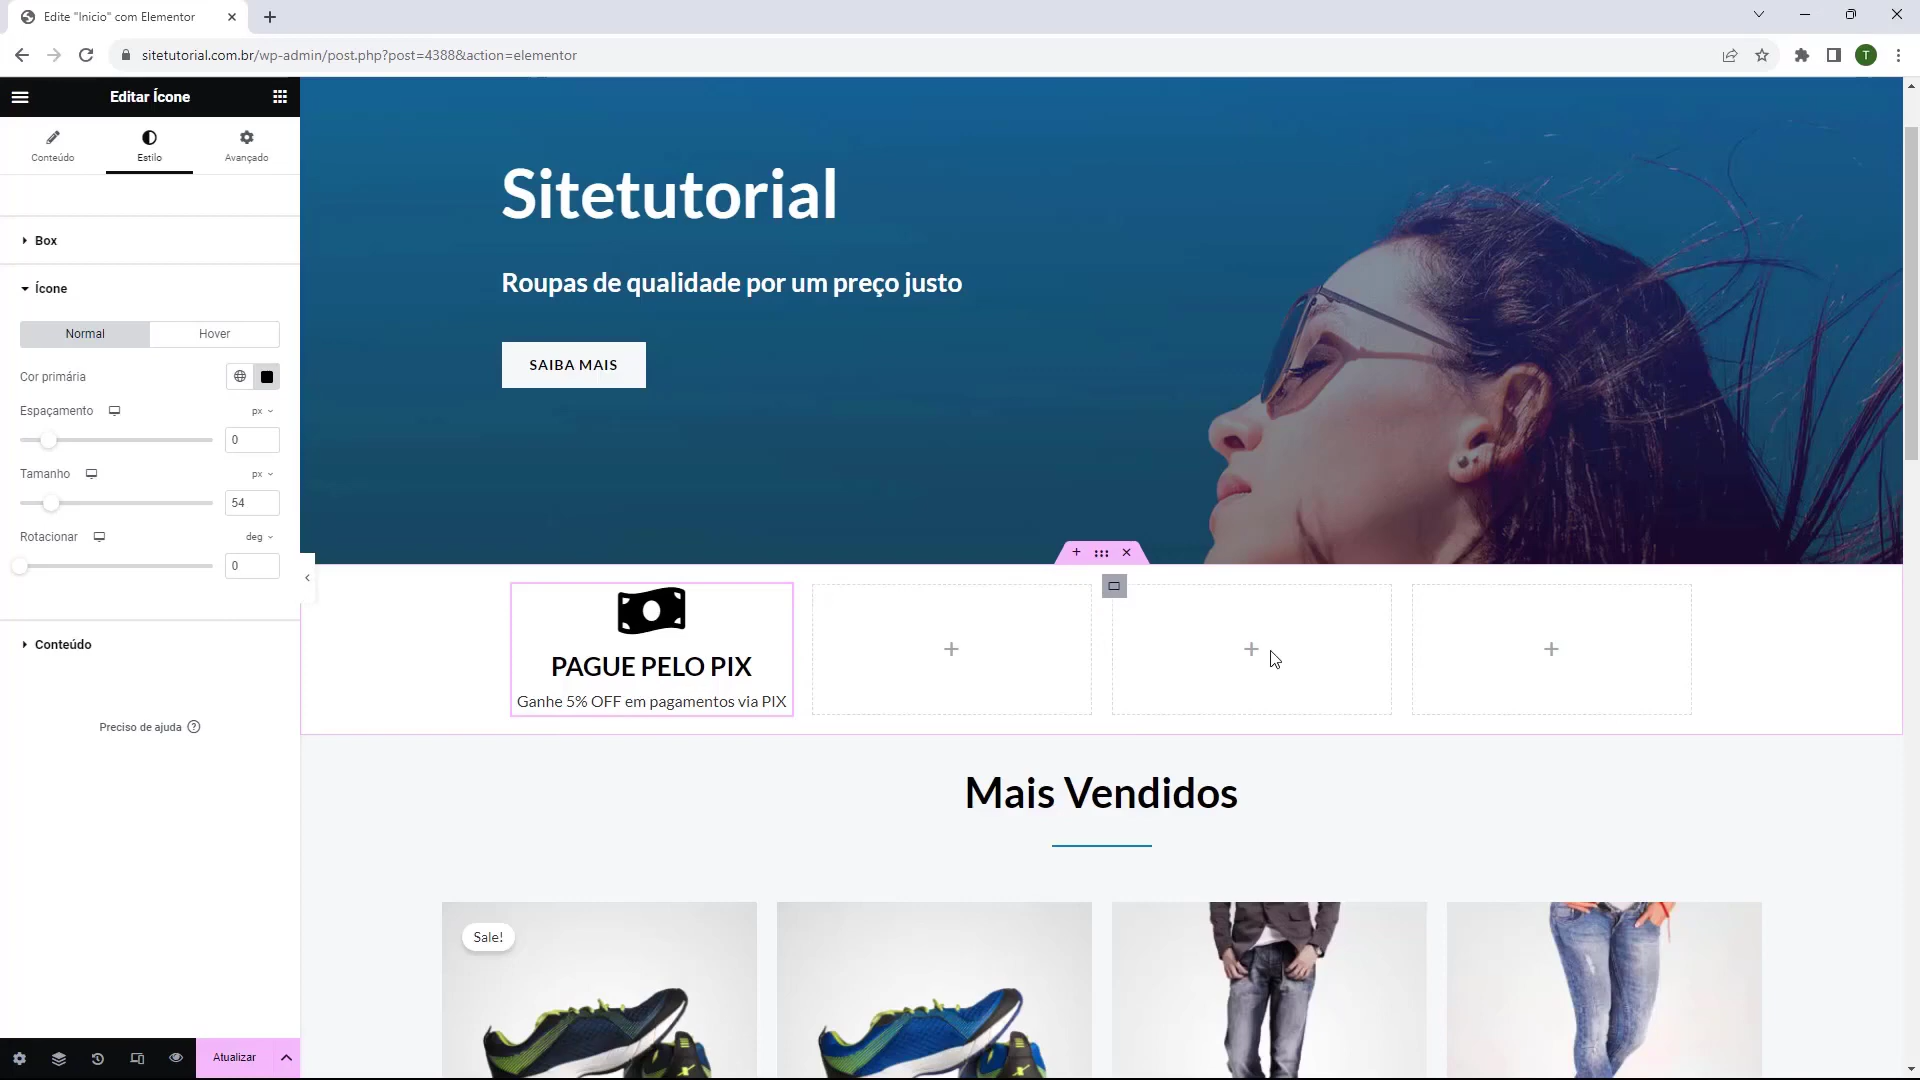 Edite "Inicio" com Elementor
sitetutorial.com.br/wp-admin/post.php?post=4388&action=elementor
T
Editar Ícone
Conteúdo
Estilo
Avançado
Box
Ícone
Normal
Hover
Cor primária
Espaçamento
px
0
Tamanho
px
54
Rotacionar
deg
0
Conteúdo
Preciso de ajuda
Atualizar
Sitetutorial
Roupas de qualidade por um preço justo
SAIBA MAIS
PAGUE PELO PIX
Ganhe 5% OFF em pagamentos via PIX
Mais Vendidos
Sale!